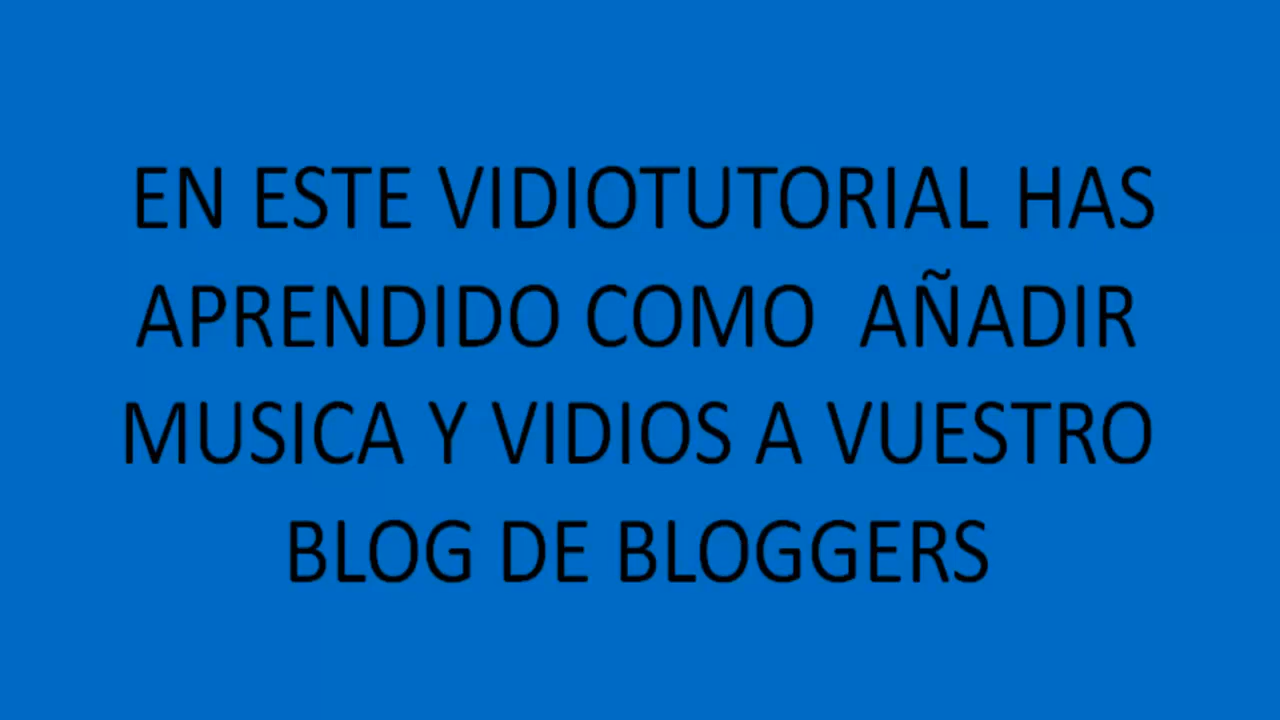 EN ESTE VIDIOTUTORIAL HAS
APRENDIDO COMO  AÑADIR
MUSICA Y VIDIOS A VUESTRO
BLOG DE BLOGGERS